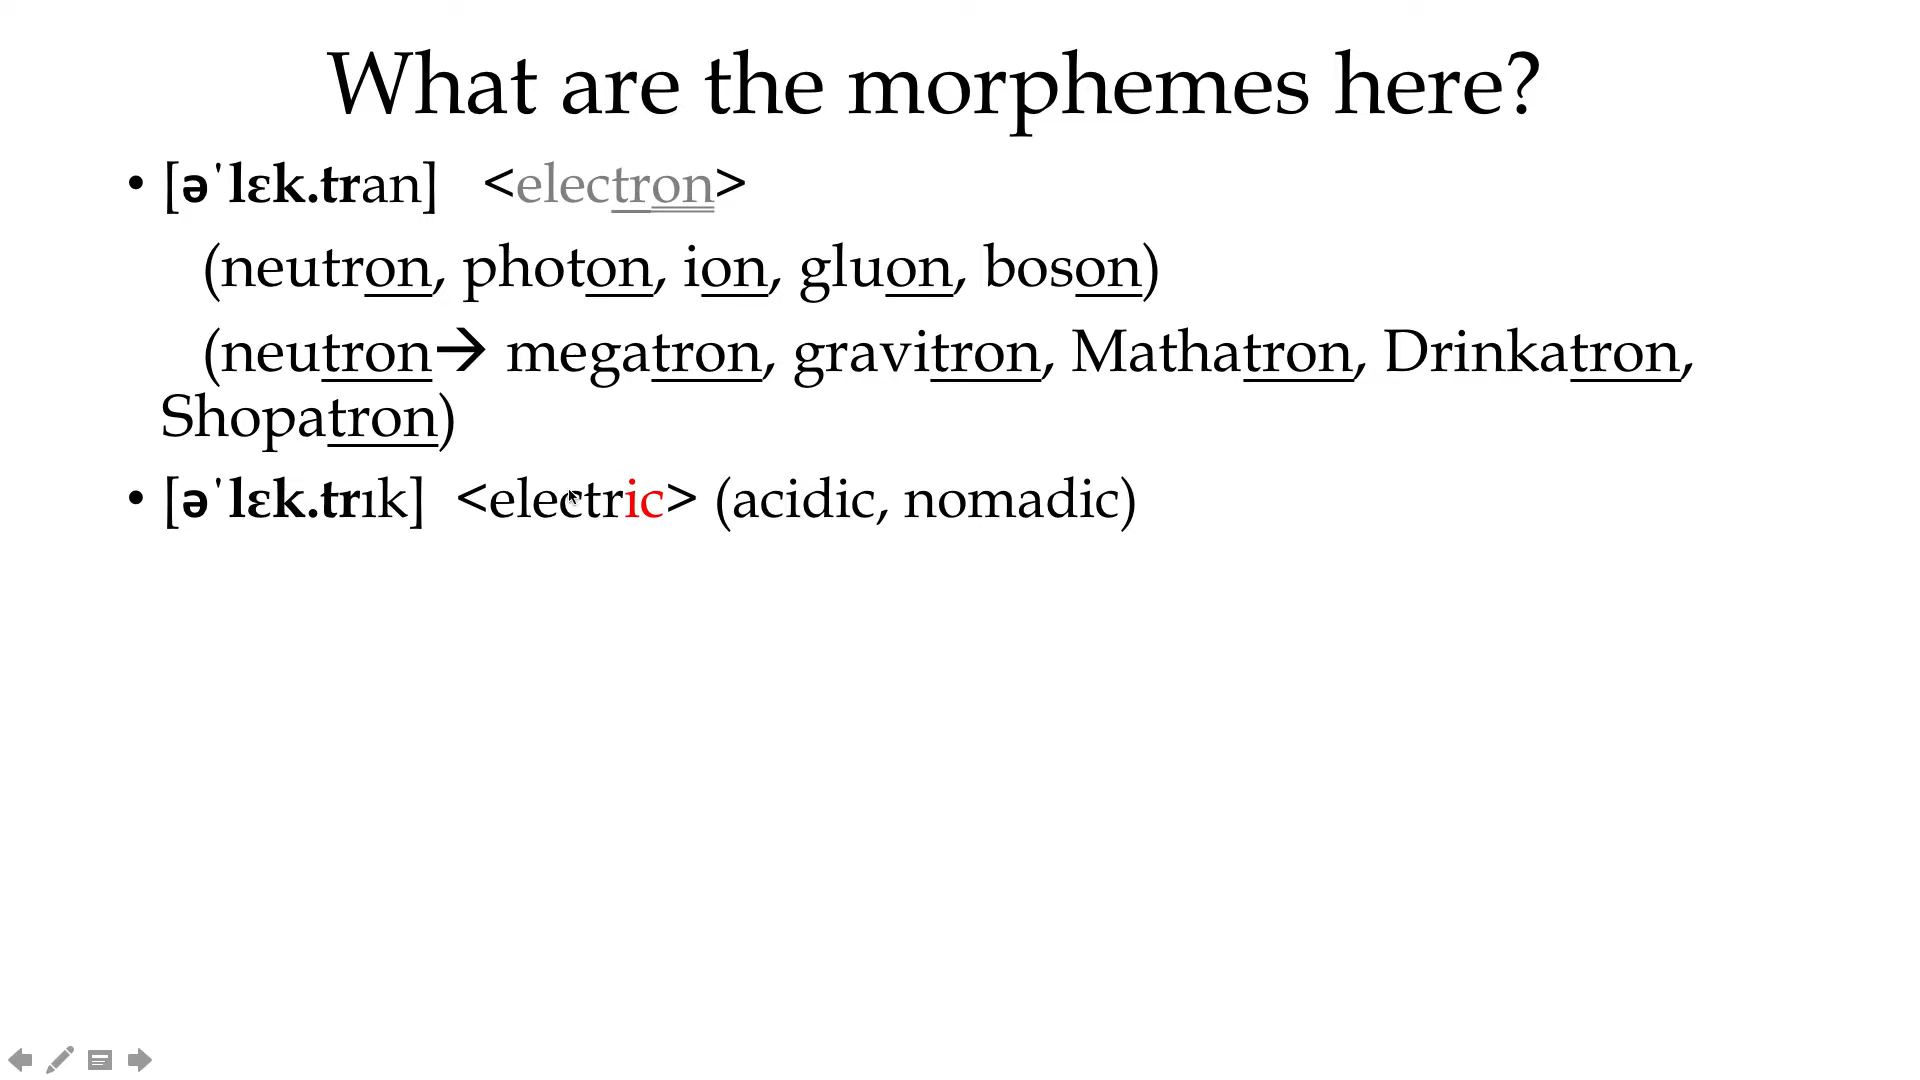 What are the morphemes here?
• [əˈlɛk.tran] <electron>
(neutron, photon, ion, gluon, boson)
(neutron→ megatron, gravitron, Mathatron, Drinkatron,
Shopatron)
• [əˈlɛk.trɪk] <electric> (acidic, nomadic)